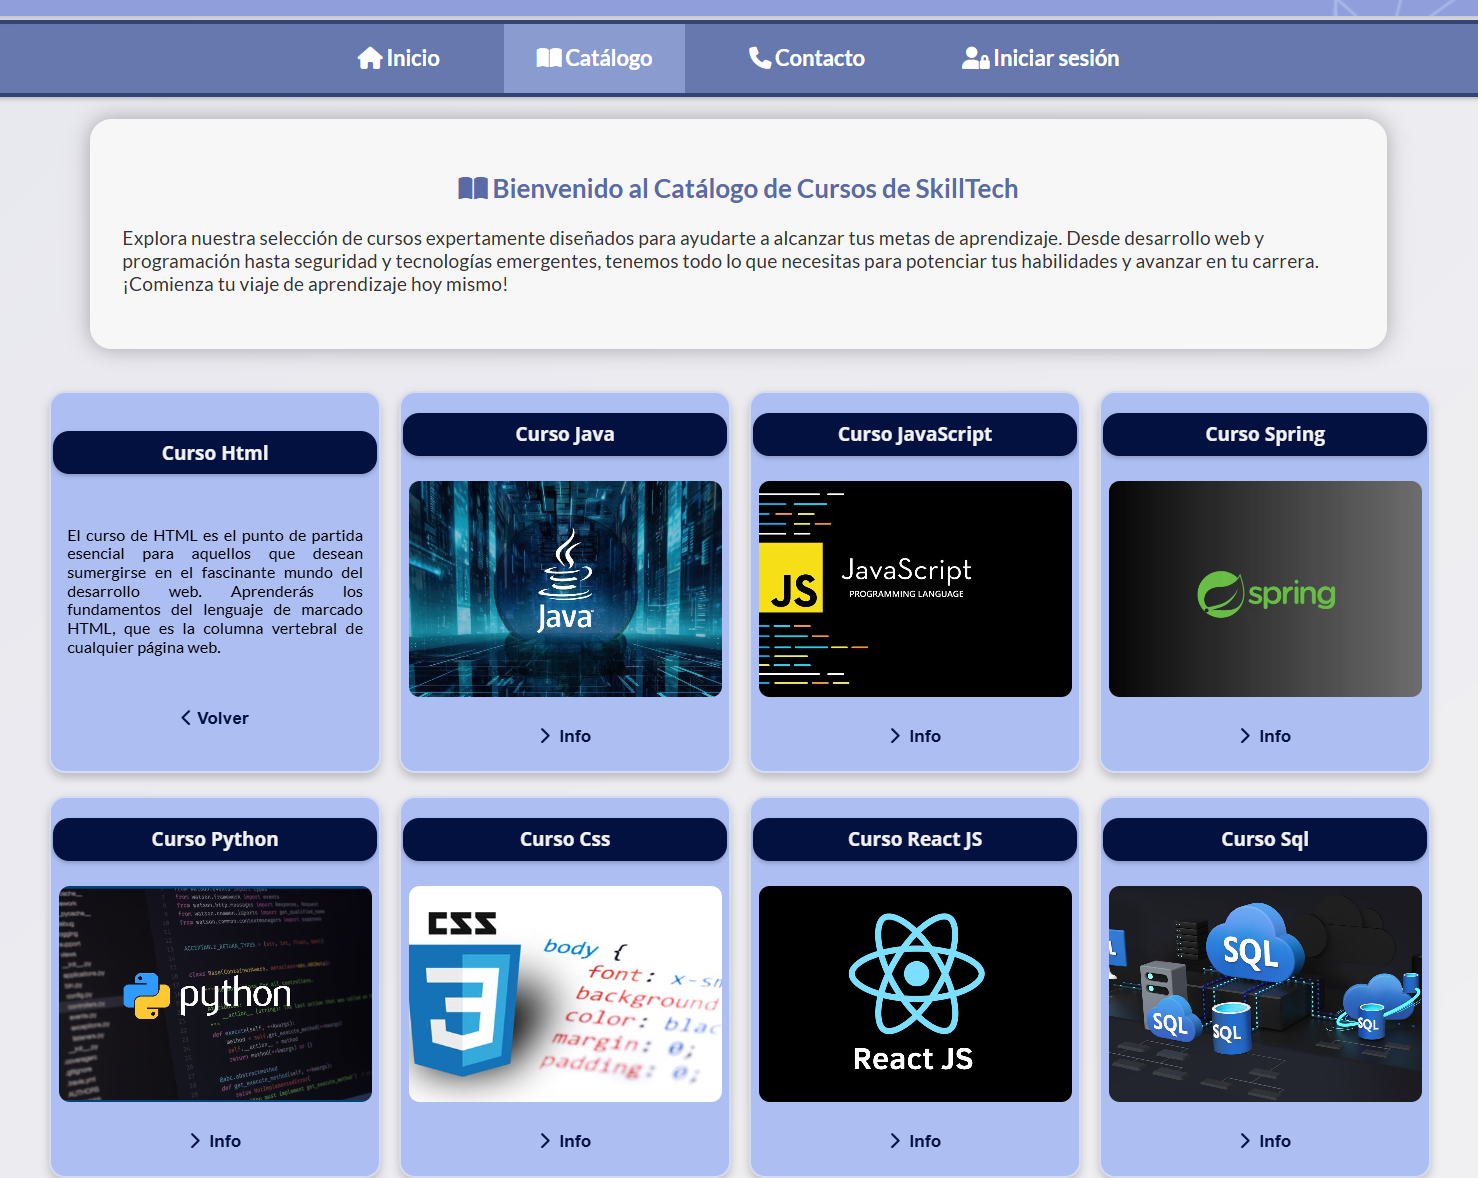 Inicio
Catálogo
Contacto
Iniciar sesión
Bienvenido al Catálogo de Cursos de SkillTech
Explora nuestra selección de cursos expertamente diseñados para ayudarte a alcanzar tus metas de aprendizaje. Desde desarrollo web y
programación hasta seguridad y tecnologías emergentes, tenemos todo lo que necesitas para potenciar tus habilidades y avanzar en tu carrera.
¡Comienza tu viaje de aprendizaje hoy mismo!
Curso Html
El curso de HTML es el punto de partida
esencial para aquellos que desean
sumergirse en el fascinante mundo del
desarrollo web. Aprenderás los
fundamentos del lenguaje de marcado
HTML, que es la columna vertebral de
cualquier página web.
Volver
Curso Java
Java
Info
Curso JavaScript
JS
JavaScript
PROGRAMMING LANGUAGE
Info
Curso Spring
spring
Info
Curso Python
python
Info
Curso Css
CSS
3
body {
font: x-sm
background
color: blac
margin: 0;
padding: 0;
Info
Curso React JS
React JS
Info
Curso Sql
SQL
SQL
SQL
SQL
Info